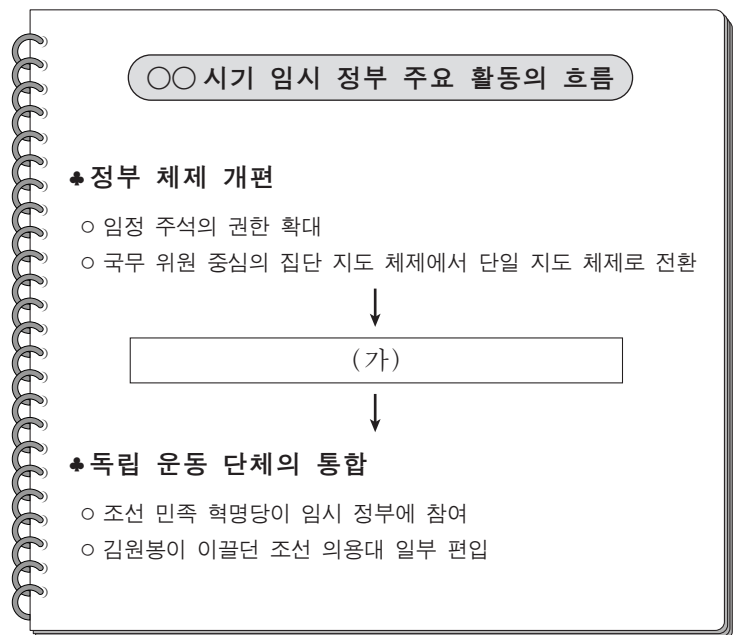 ○○ 시기 임시 정부 주요 활동의 흐름
♣정부 체제 개편
○ 임정 주석의 권한 확대
○ 국무 위원 중심의 집단 지도 체제에서 단일 지도 체제로 전환
(가)
♣독립 운동 단체의 통합
○ 조선 민족 혁명당이 임시 정부에 참여
○ 김원봉이 이끌던 조선 의용대 일부 편입